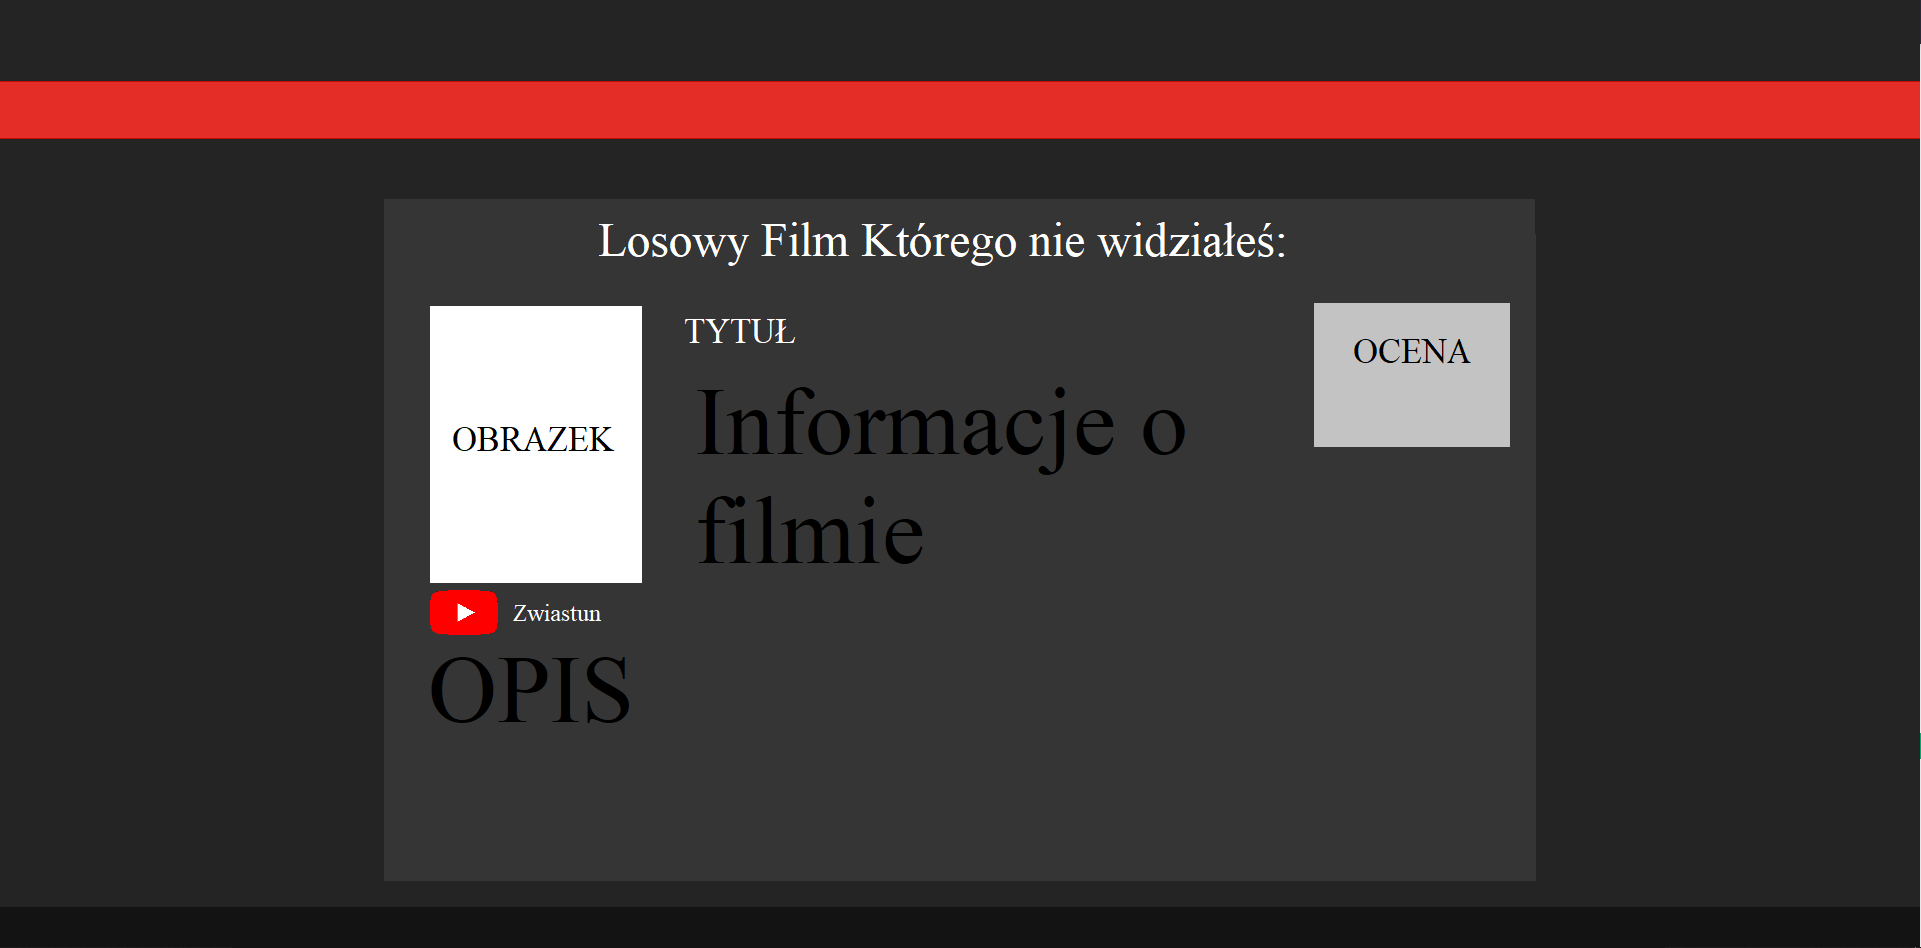 Losowy Film Którego nie widziałeś:
TYTUŁ
OCENA
Informacje o
filmie
OBRAZEK
Zwiastun
OPIS